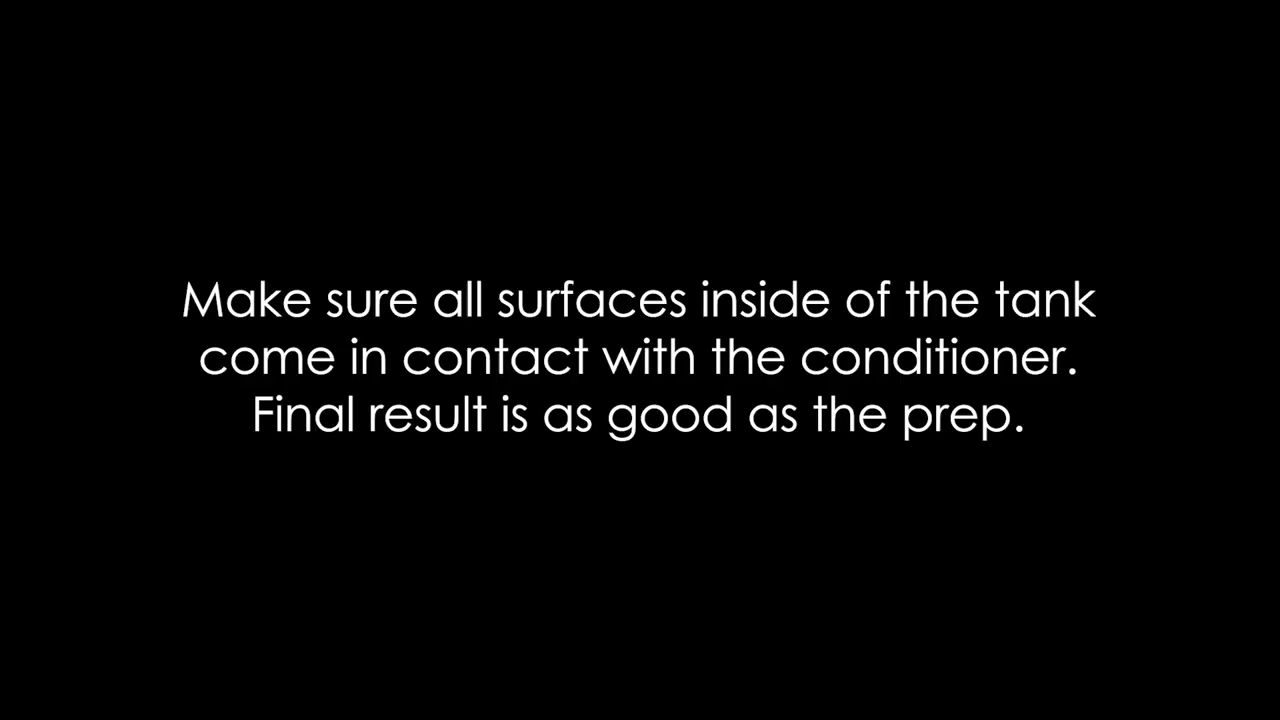 Make sure all surfaces inside of the tank
come in contact with the conditioner.
Final result is as good as the prep.